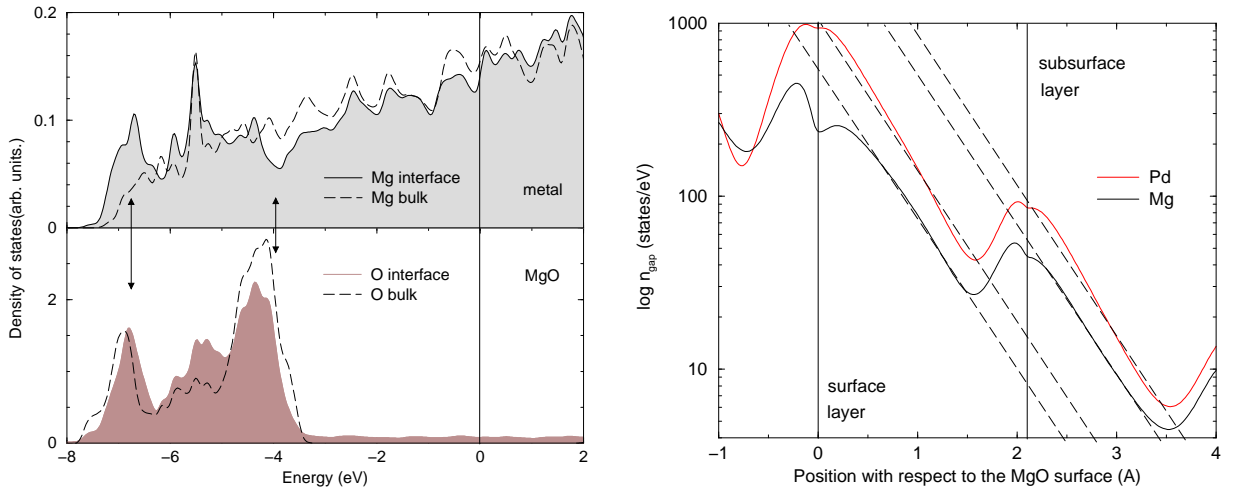 0.2
0.1
0
Mg interface
Mg bulk
metal
Density of states(arb. units.)
2
0
O interface
O bulk
MgO
−8
−6
−4
−2
0
2
Energy (eV)
1000
100
10
log n_gap (states/eV)
subsurface
layer
Pd
Mg
surface
layer
−1
0
1
2
3
4
Position with respect to the MgO surface (A)